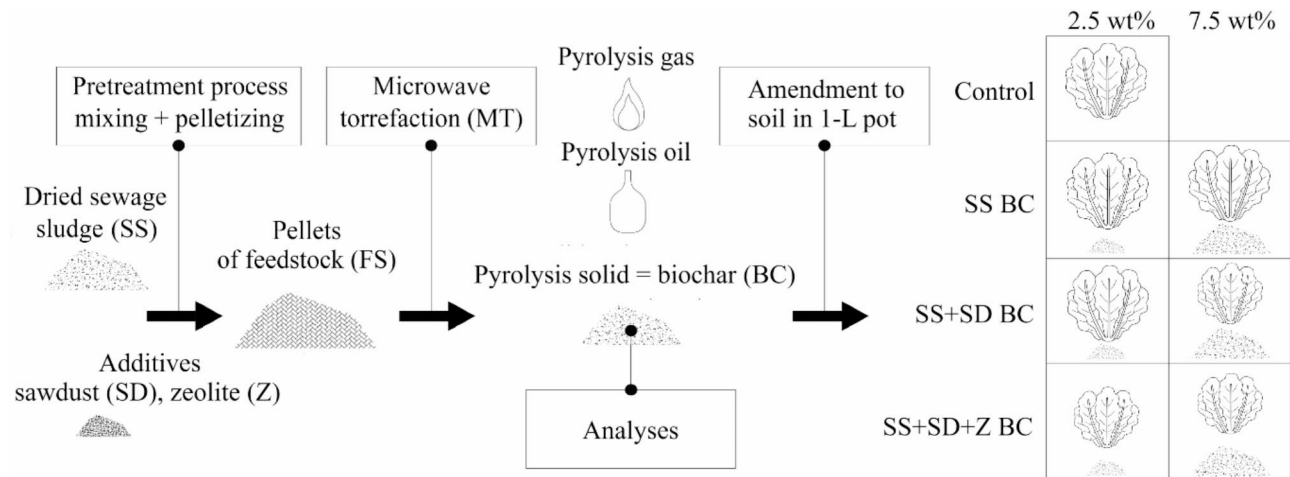 Pretreatment process
mixing + pelletizing
Microwave
torrefaction (MT)
Pyrolysis gas
Pyrolysis oil
Amendment to
soil in 1-L pot
Dried sewage
sludge (SS)
Pellets
of feedstock (FS)
Pyrolysis solid = biochar (BC)
Additives
sawdust (SD), zeolite (Z)
Analyses
2.5 wt% 7.5 wt%
Control
SS BC
SS+SD BC
SS+SD+Z BC